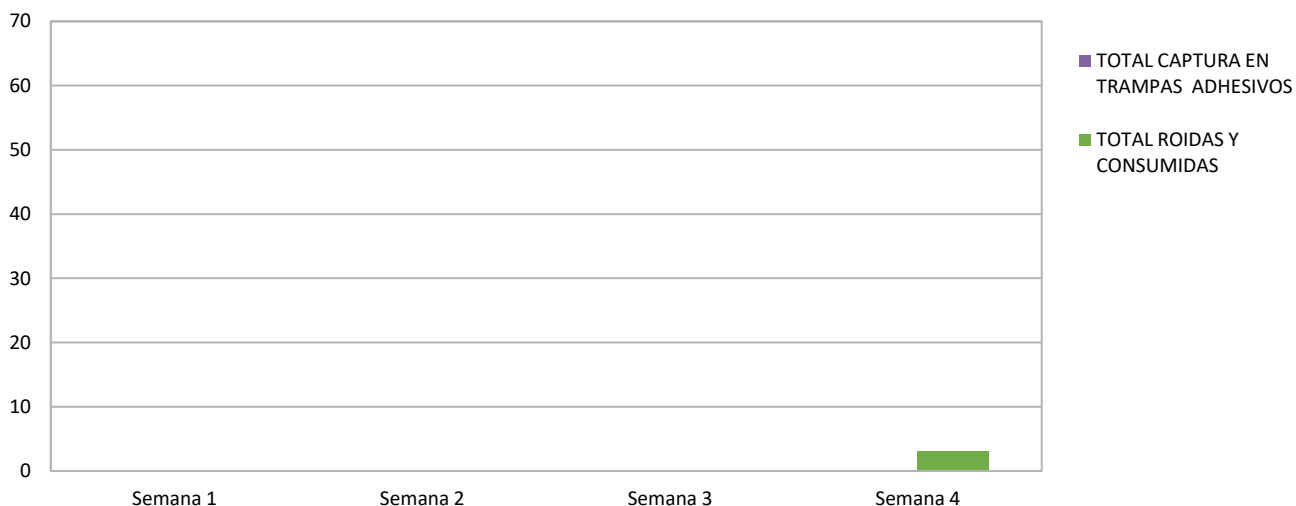 70
60
50
40
30
20
10
0
Semana 1 Semana 2 Semana 3 Semana 4
TOTAL CAPTURA EN
TRAMPAS ADHESIVOS
TOTAL ROIDAS Y
CONSUMIDAS